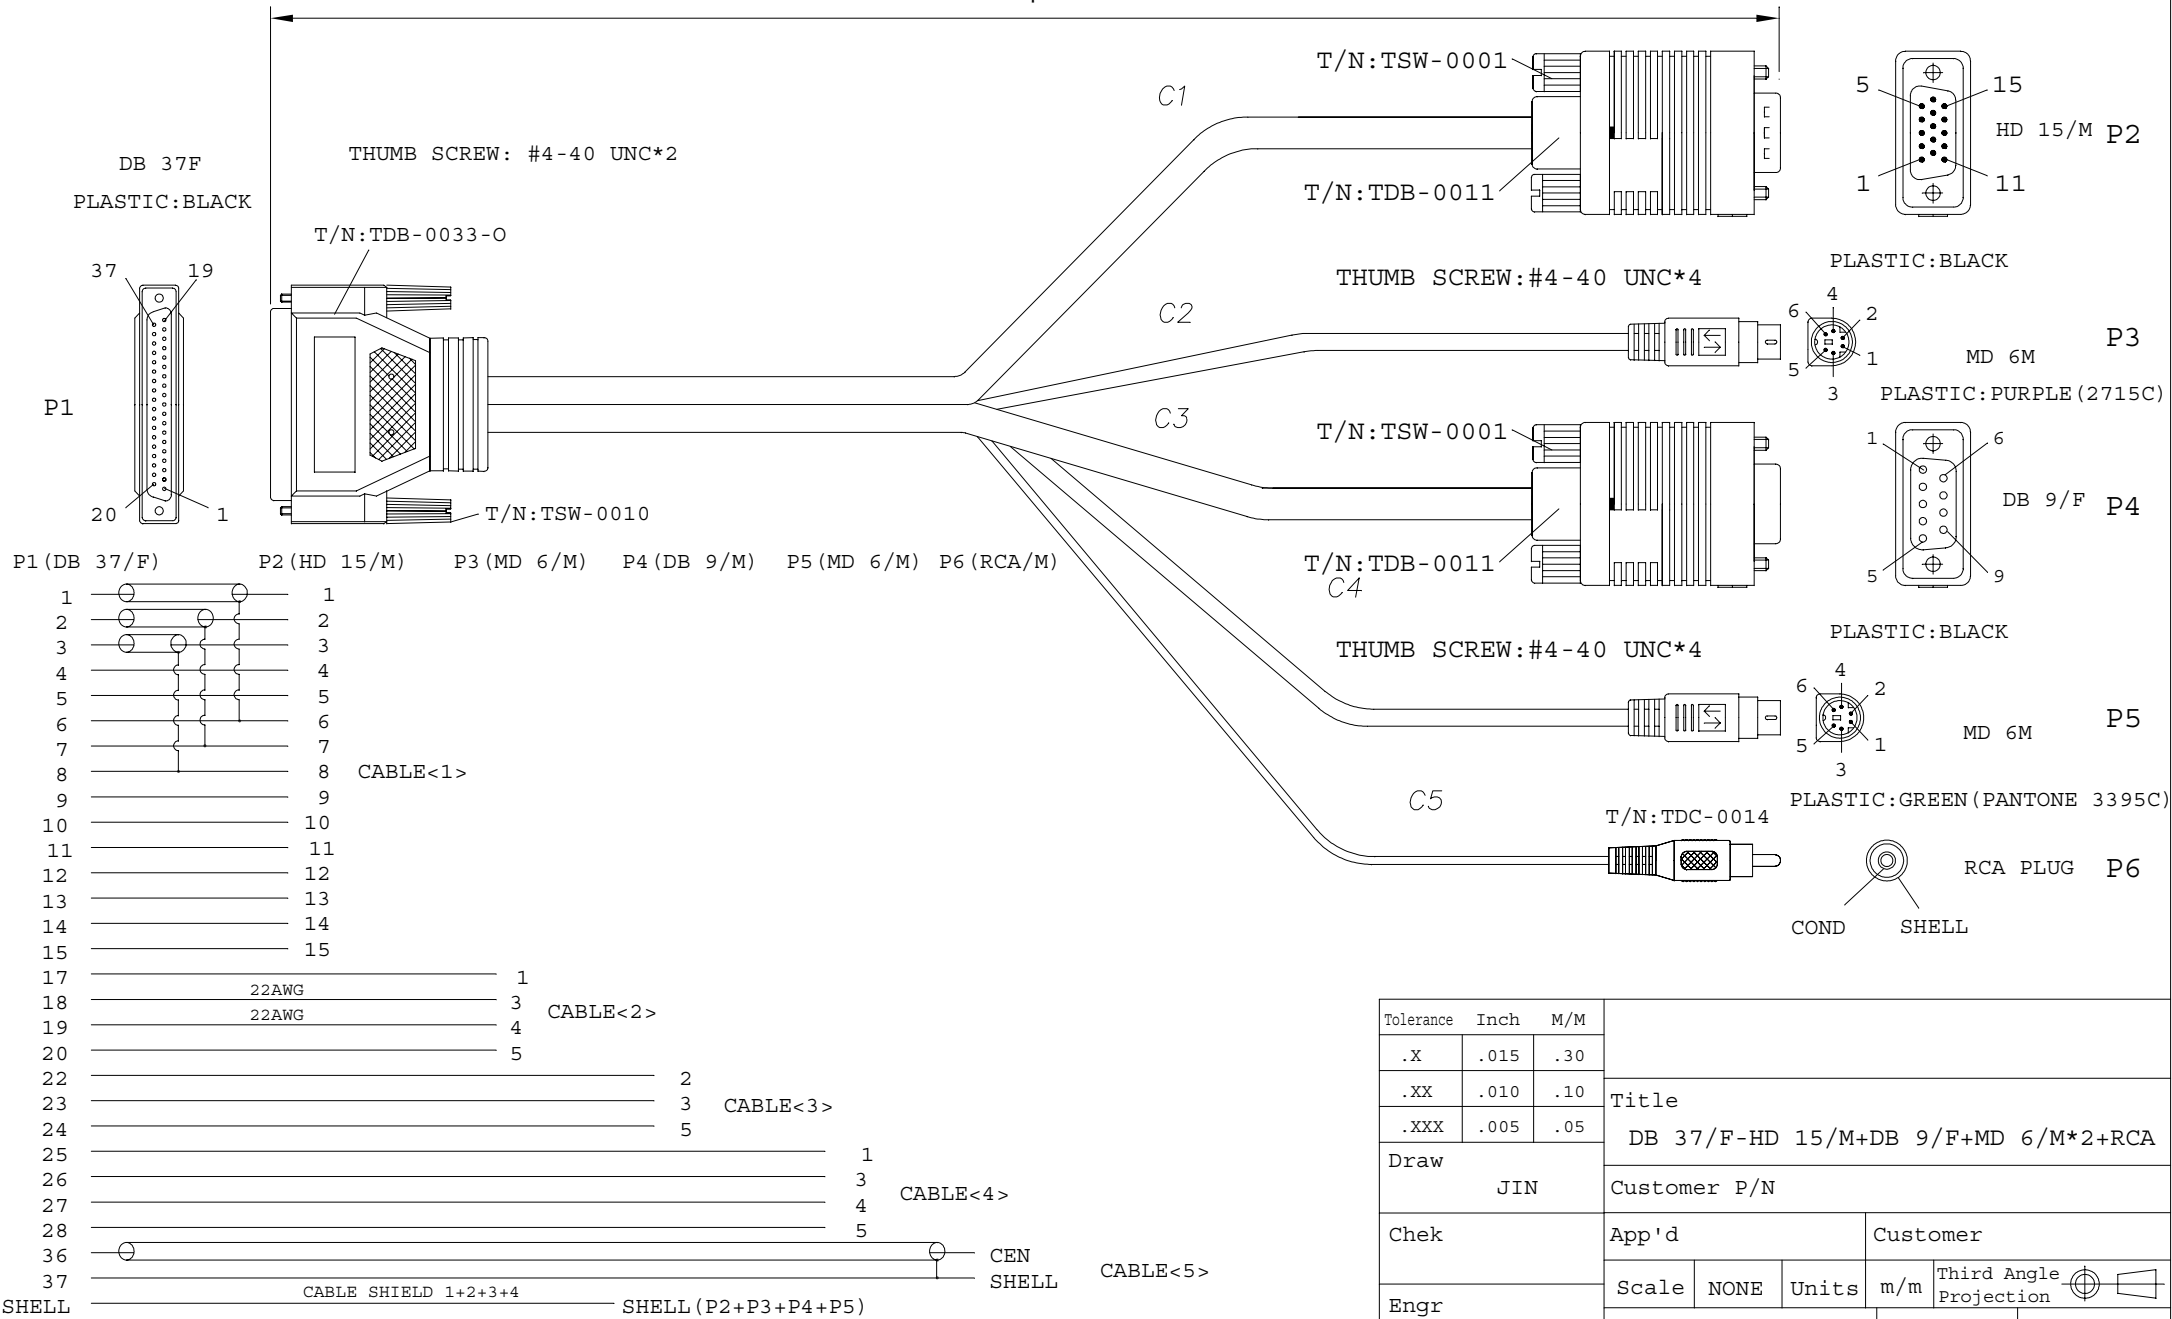 C1
T/N:TSW-0001
T/N:TDB-0011
5
15
HD 15/M
P2
1
11
DB 37F
THUMB SCREW: #4-40 UNC*2
PLASTIC:BLACK
T/N:TDB-0033-O
37
19
P1
20
1
T/N:TSW-0010
PLASTIC:BLACK
THUMB SCREW:#4-40 UNC*4
C2
4
6
2
P3
5
1
MD 6M
3
PLASTIC:PURPLE(2715C)
C3
T/N:TSW-0001
1
6
DB 9/F
P4
T/N:TDB-0011
5
9
C4
PLASTIC:BLACK
THUMB SCREW:#4-40 UNC*4
4
6
2
P5
5
1
MD 6M
3
C5
PLASTIC:GREEN(PANTONE 3395C)
T/N:TDC-0014
RCA PLUG
P6
COND
SHELL
P1(DB 37/F) P2(HD 15/M) P3(MD 6/M) P4(DB 9/M) P5(MD 6/M) P6(RCA/M)
1 1
2 2
3 3
4 4
5 5
6 6
7 7
8 8 CABLE<1>
9 9
10 10
11 11
12 12
13 13
14 14
15 15
17 1
18 22AWG 3 CABLE<2>
19 22AWG 4
20 5
22 2
23 3 CABLE<3>
24 5
25 1
26 3 CABLE<4>
27 4
28 5
36 CEN
37 SHELL CABLE<5>
SHELL CABLE SHIELD 1+2+3+4 SHELL(P2+P3+P4+P5)
Tolerance Inch M/M
.X .015 .30
.XX .010 .10
.XXX .005 .05
Title
DB 37/F-HD 15/M+DB 9/F+MD 6/M*2+RCA
Draw
JIN
Customer P/N
Chek
App'd
Customer
Scale NONE Units m/m Third Angle
Projection
Engr